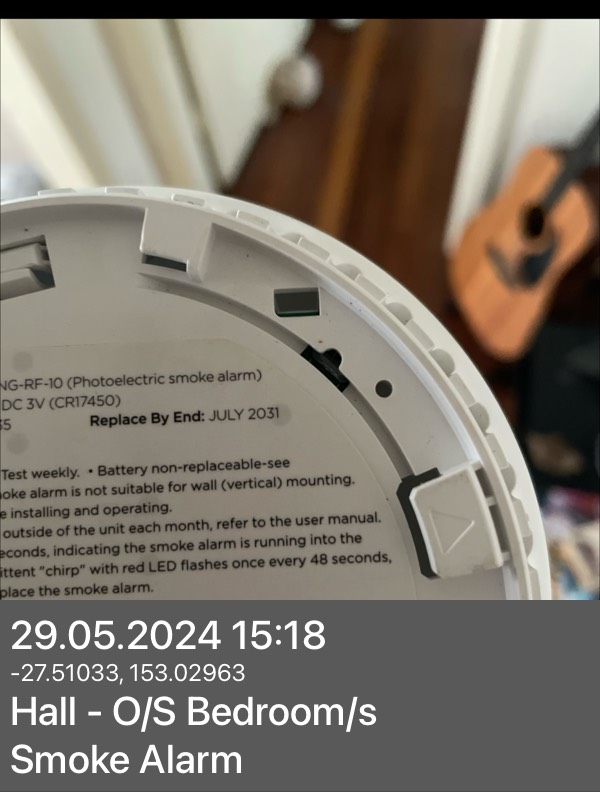 NG-RF-10 (Photoelectric smoke alarm)
DC 3V (CR17450)
Replace By End: JULY 2031
Test weekly. • Battery non-replaceable-see
oke alarm is not suitable for wall (vertical) mounting.
e installing and operating.
outside of the unit each month, refer to the user manual.
econds, indicating the smoke alarm is running into the
ittent "chirp" with red LED flashes once every 48 seconds,
place the smoke alarm.
29.05.2024 15:18
-27.51033, 153.02963
Hall - O/S Bedroom/s
Smoke Alarm